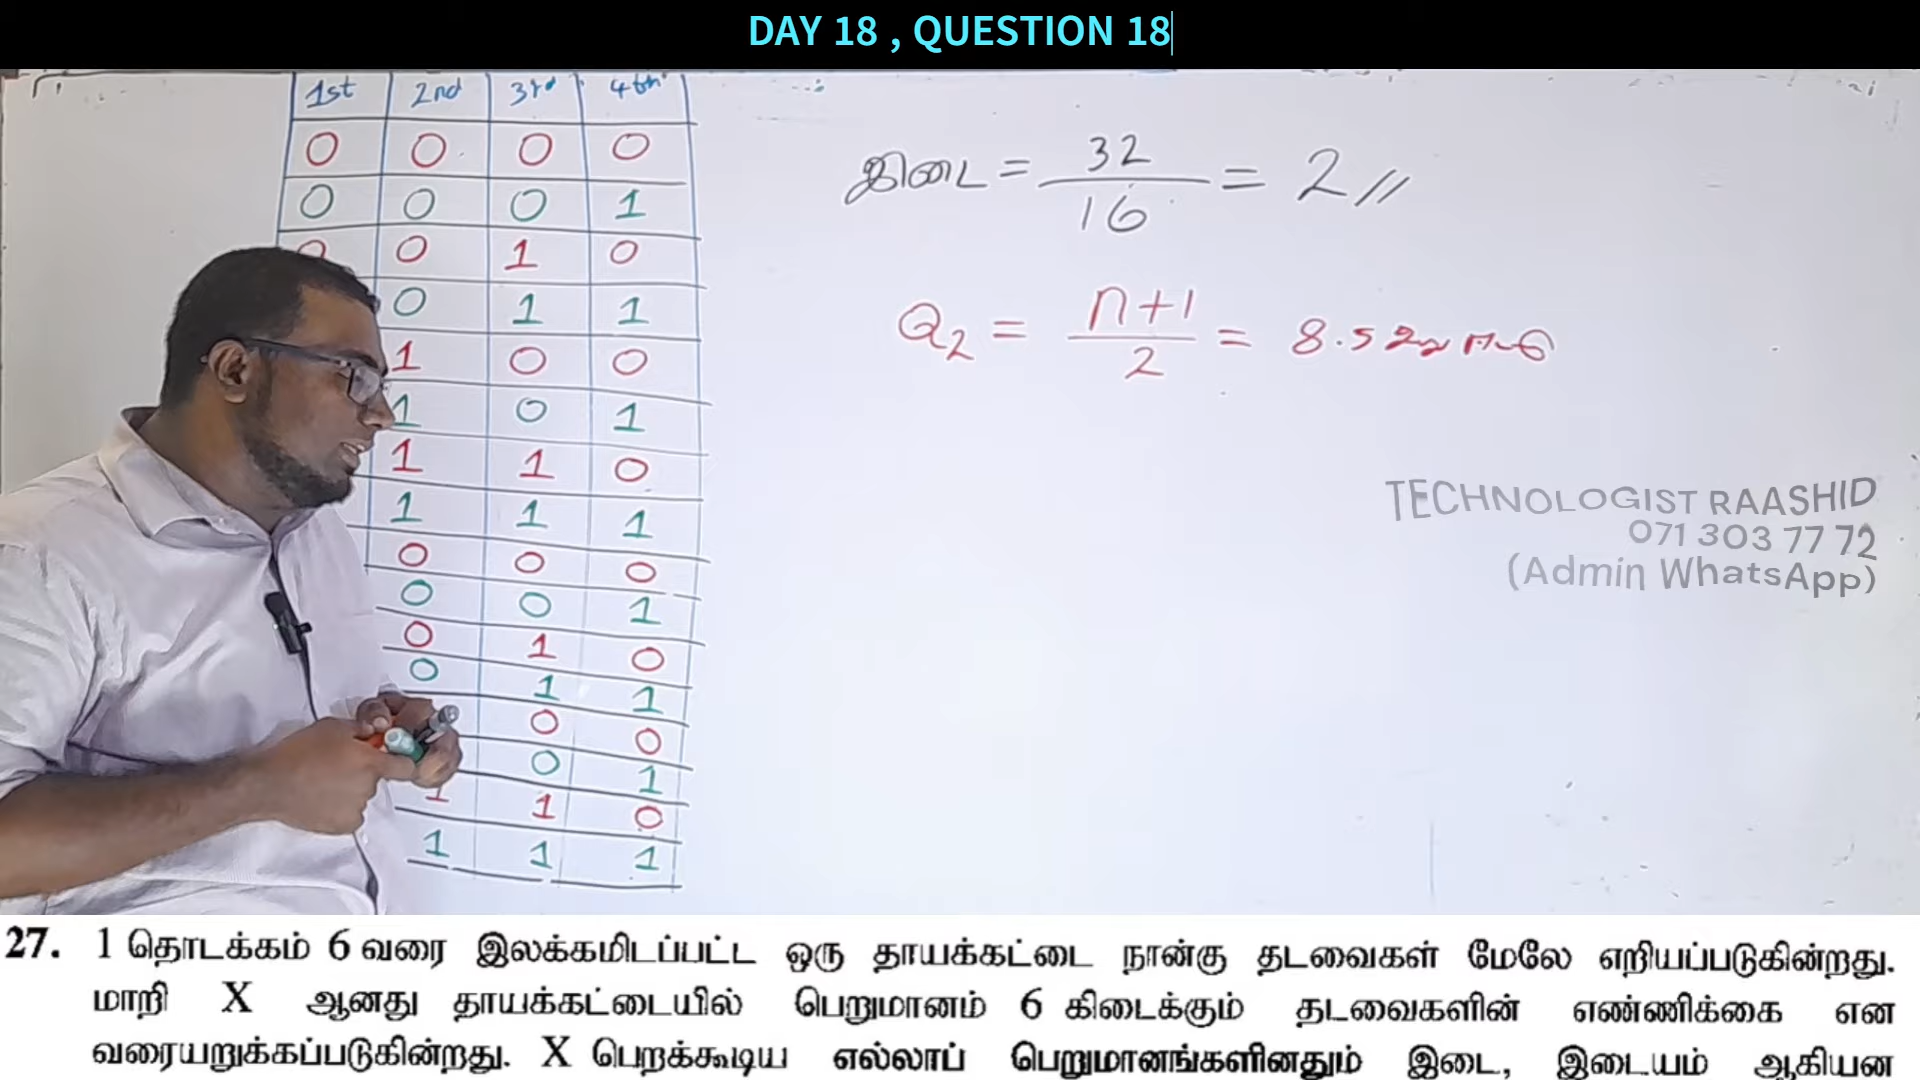 DAY 18 , QUESTION 18
1st 2nd 3rd 4th
0 0 0 0
0 0 0 1
0 0 1 0
0 1 1
1 0 0
1 0 1
1 1 0
1 1 1
0 0 0
0 0 1
0 1 0
0 1 1
0 0
0 1
1 1 0
1 1 1
இடை = 32/16 = 2 //
Q₂ = n+1/2 = 8.5
TECHNOLOGIST RAASHID
071 303 77 72
(Admin WhatsApp)
27. 1 தொடக்கம் 6 வரை இலக்கமிடப்பட்ட ஒரு தாயக்கட்டை நான்கு தடவைகள் மேலே எறியப்படுகின்றது.
மாறி X ஆனது தாயக்கட்டையில் பெறுமானம் 6 கிடைக்கும் தடவைகளின் எண்ணிக்கை என
வரையறுக்கப்படுகின்றது. X பெறக்கூடிய எல்லாப் பெறுமானங்களினதும் இடை, இடையம் ஆகியன